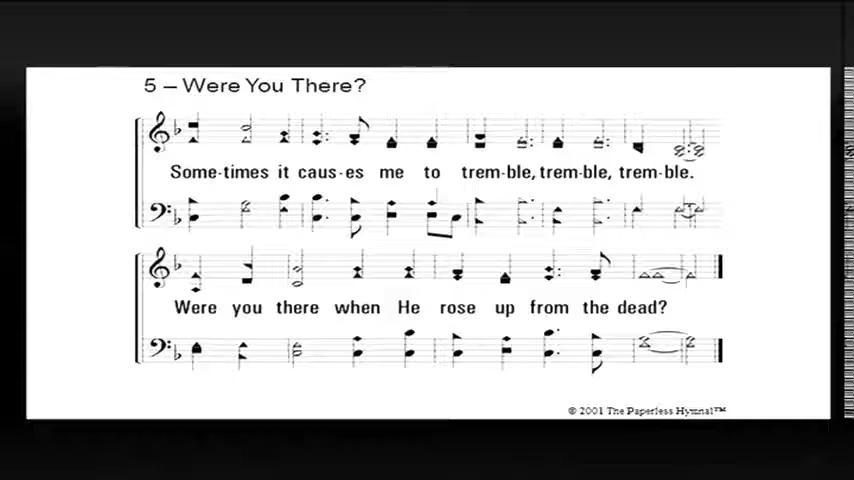 5 – Were You There?
Some-times it caus-es me to trem-ble, trem-ble, trem-ble.
Were you there when He rose up from the dead?
© 2001 The Paperless Hymnal™